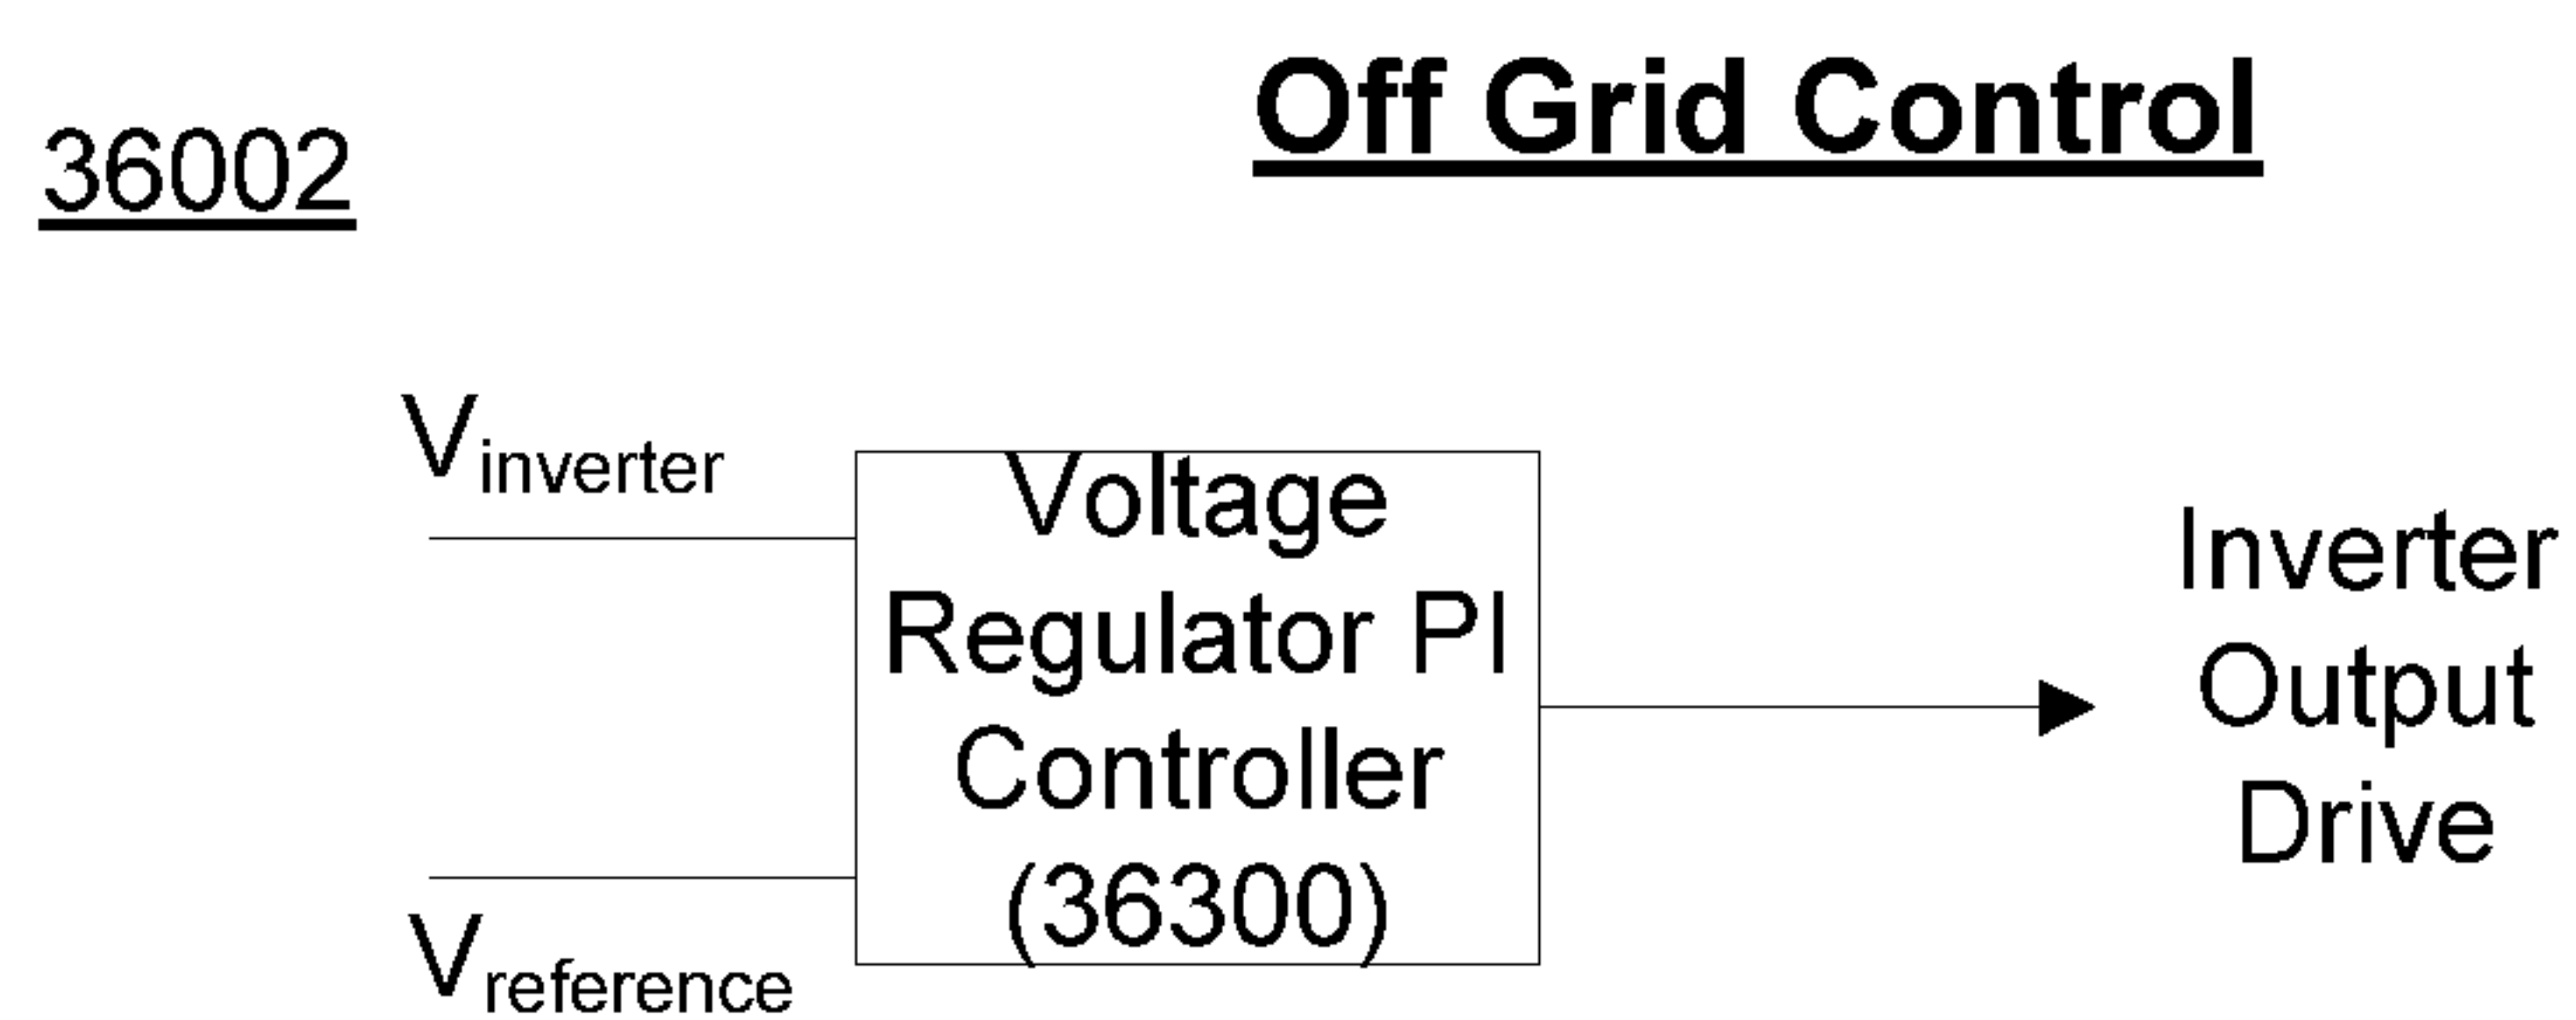 Off Grid Control
36002
Vinverter
Voltage
Regulator PI
Controller
(36300)
Vreference
Inverter
Output
Drive